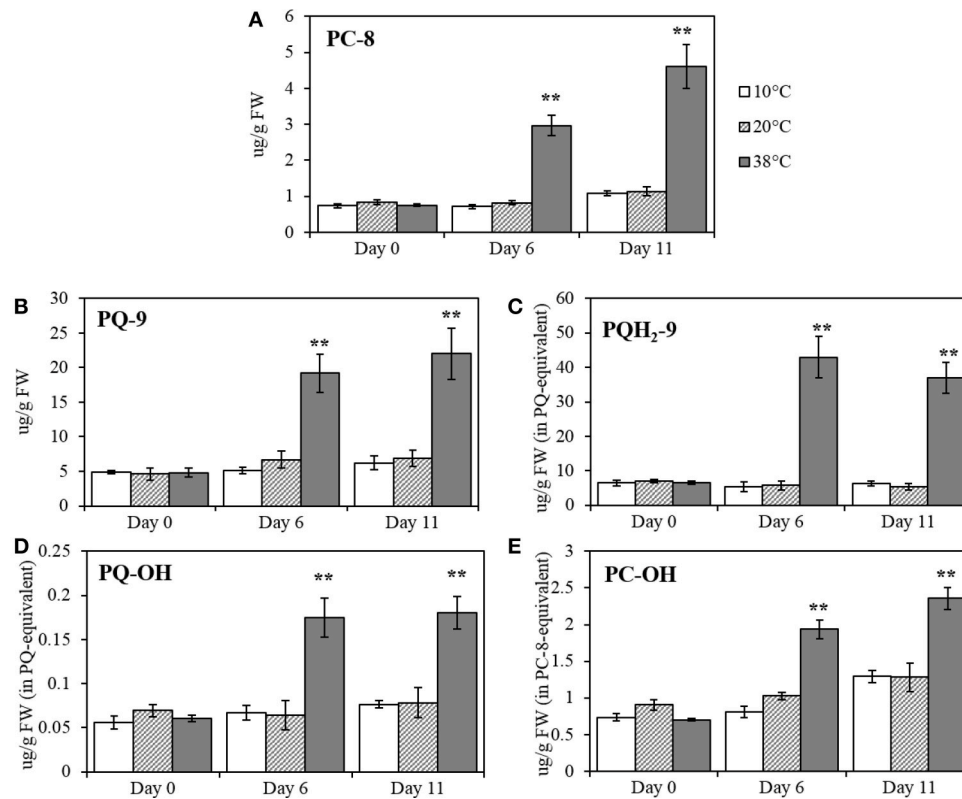 A
PC-8
ug/g FW
6
5
4
3
2
1
0
**
**
Day 0
Day 6
Day 11
10°C
20°C
38°C
B
PQ-9
ug/g FW
30
25
20
15
10
5
0
**
**
Day 0
Day 6
Day 11
C
PQH₂-9
ug/g FW (in PQ-equivalent)
60
50
40
30
20
10
0
**
**
Day 0
Day 6
Day 11
D
PQ-OH
ug/g FW (in PQ-equivalent)
0.25
0.2
0.15
0.1
0.05
0
**
**
Day 0
Day 6
Day 11
E
PC-OH
ug/g FW (in PC-8-equivalent)
3
2.5
2
1.5
1
0.5
0
**
**
Day 0
Day 6
Day 11